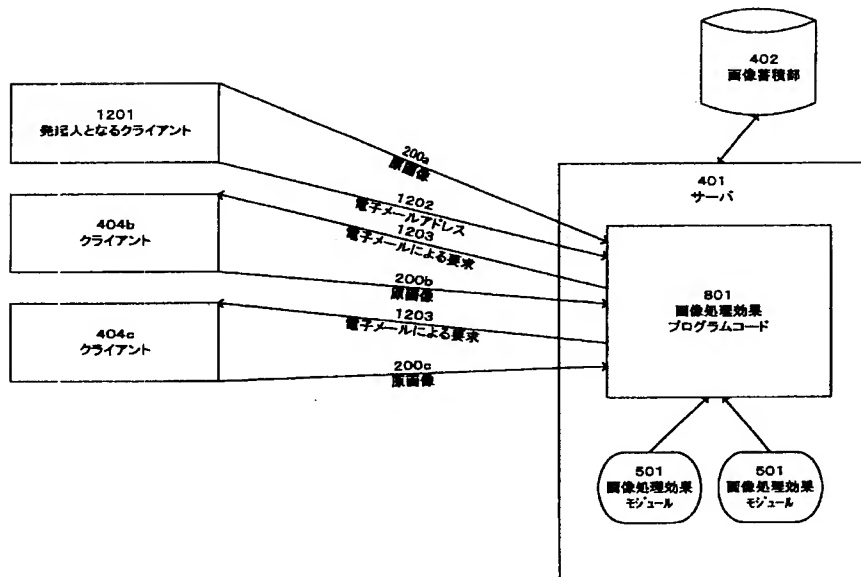 402
画像蓄積部
1201
発起人となるクライアント
200a
原画像
401
サーバ
1202
電子メールアドレス
1203
電子メールによる要求
404b
クライアント
200b
原画像
801
画像処理効果
プログラムコード
1203
電子メールによる要求
404c
クライアント
200c
原画像
501
画像処理効果
モジュール
501
画像処理効果
モジュール